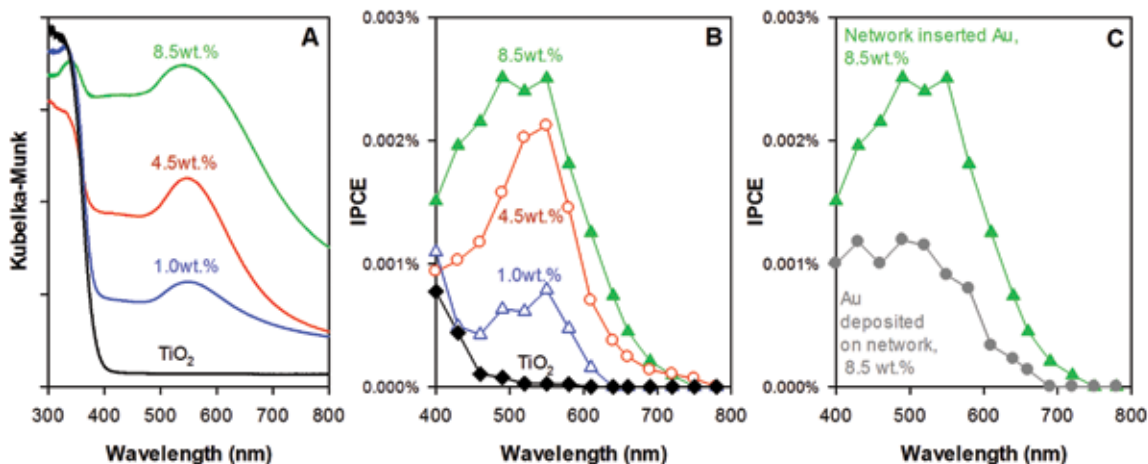 A
8.5wt.%
4.5wt.%
1.0wt.%
TiO2
Kubelka-Munk
300 400 500 600 700 800
Wavelength (nm)
B
0.003%
0.002%
0.001%
0.000%
IPCE
8.5wt.%
4.5wt.%
1.0wt.%
TiO2
400 500 600 700 800
Wavelength (nm)
C
0.003%
0.002%
0.001%
0.000%
IPCE
Network inserted Au,
8.5wt.%
Au
deposited
on network,
8.5 wt.%
400 500 600 700 800
Wavelength (nm)